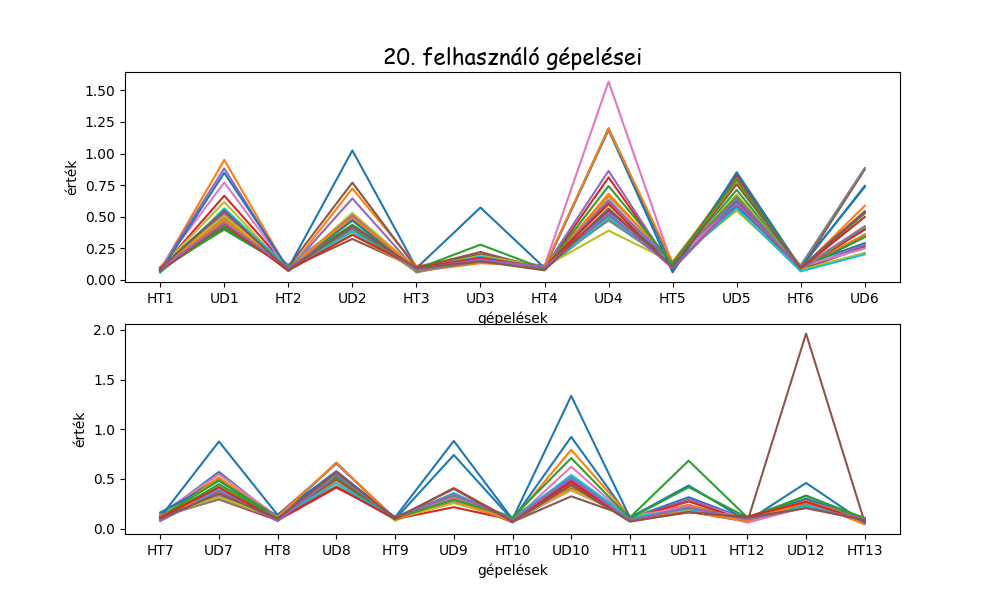 20. felhasználó gépelései
1.50
1.25
1.00
0.75
0.50
0.25
0.00
érték
HT1 UD1 HT2 UD2 HT3 UD3 HT4 UD4 HT5 UD5 HT6 UD6
gépelések
2.0
1.5
1.0
0.5
0.0
érték
HT7 UD7 HT8 UD8 HT9 UD9 HT10 UD10 HT11 UD11 HT12 UD12 HT13
gépelések